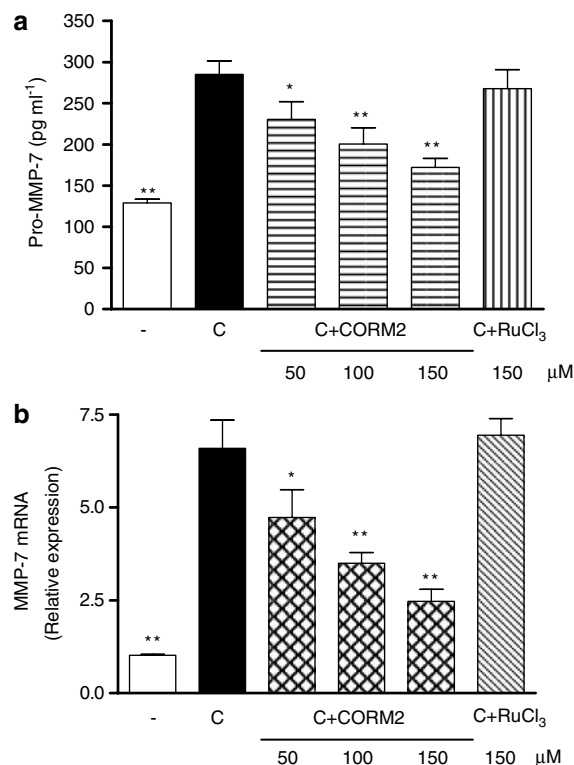 a
Pro-MMP-7 (pg ml⁻¹)
350
300
250
200
150
100
50
0
**
*
**
**
- C C+CORM2 C+RuCl₃
50 100 150 150 µM
b
MMP-7 mRNA
(Relative expression)
7.5
5.0
2.5
0.0
**
*
**
**
- C C+CORM2 C+RuCl₃
50 100 150 150 µM